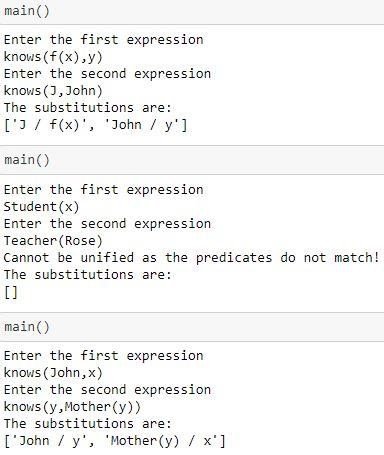 main()
Enter the first expression
knows(f(x),y)
Enter the second expression
knows(J,John)
The substitutions are:
['J / f(x)', 'John / y']
main()
Enter the first expression
Student(x)
Enter the second expression
Teacher(Rose)
Cannot be unified as the predicates do not match!
The substitutions are:
[]
main()
Enter the first expression
knows(John,x)
Enter the second expression
knows(y,Mother(y))
The substitutions are:
['John / y', 'Mother(y) / x']